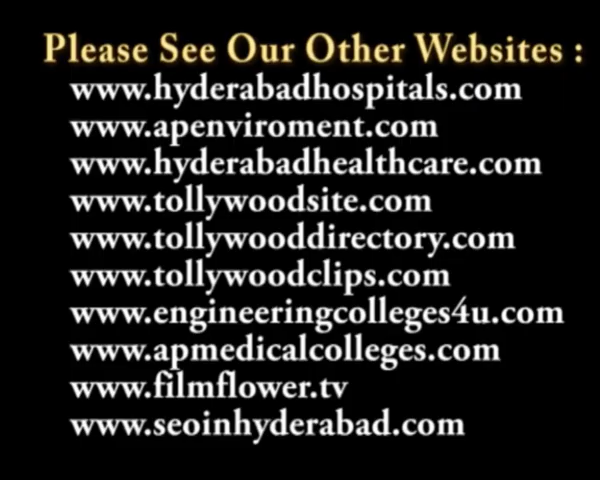 Please See Our Other Websites :
www.hyderabadhospitals.com
www.apenviroment.com
www.hyderabadhealthcare.com
www.tollywoodsite.com
www.tollywooddirectory.com
www.tollywoodclips.com
www.engineeringcolleges4u.com
www.apmedicalcolleges.com
www.filmflower.tv
www.seoinhyderabad.com